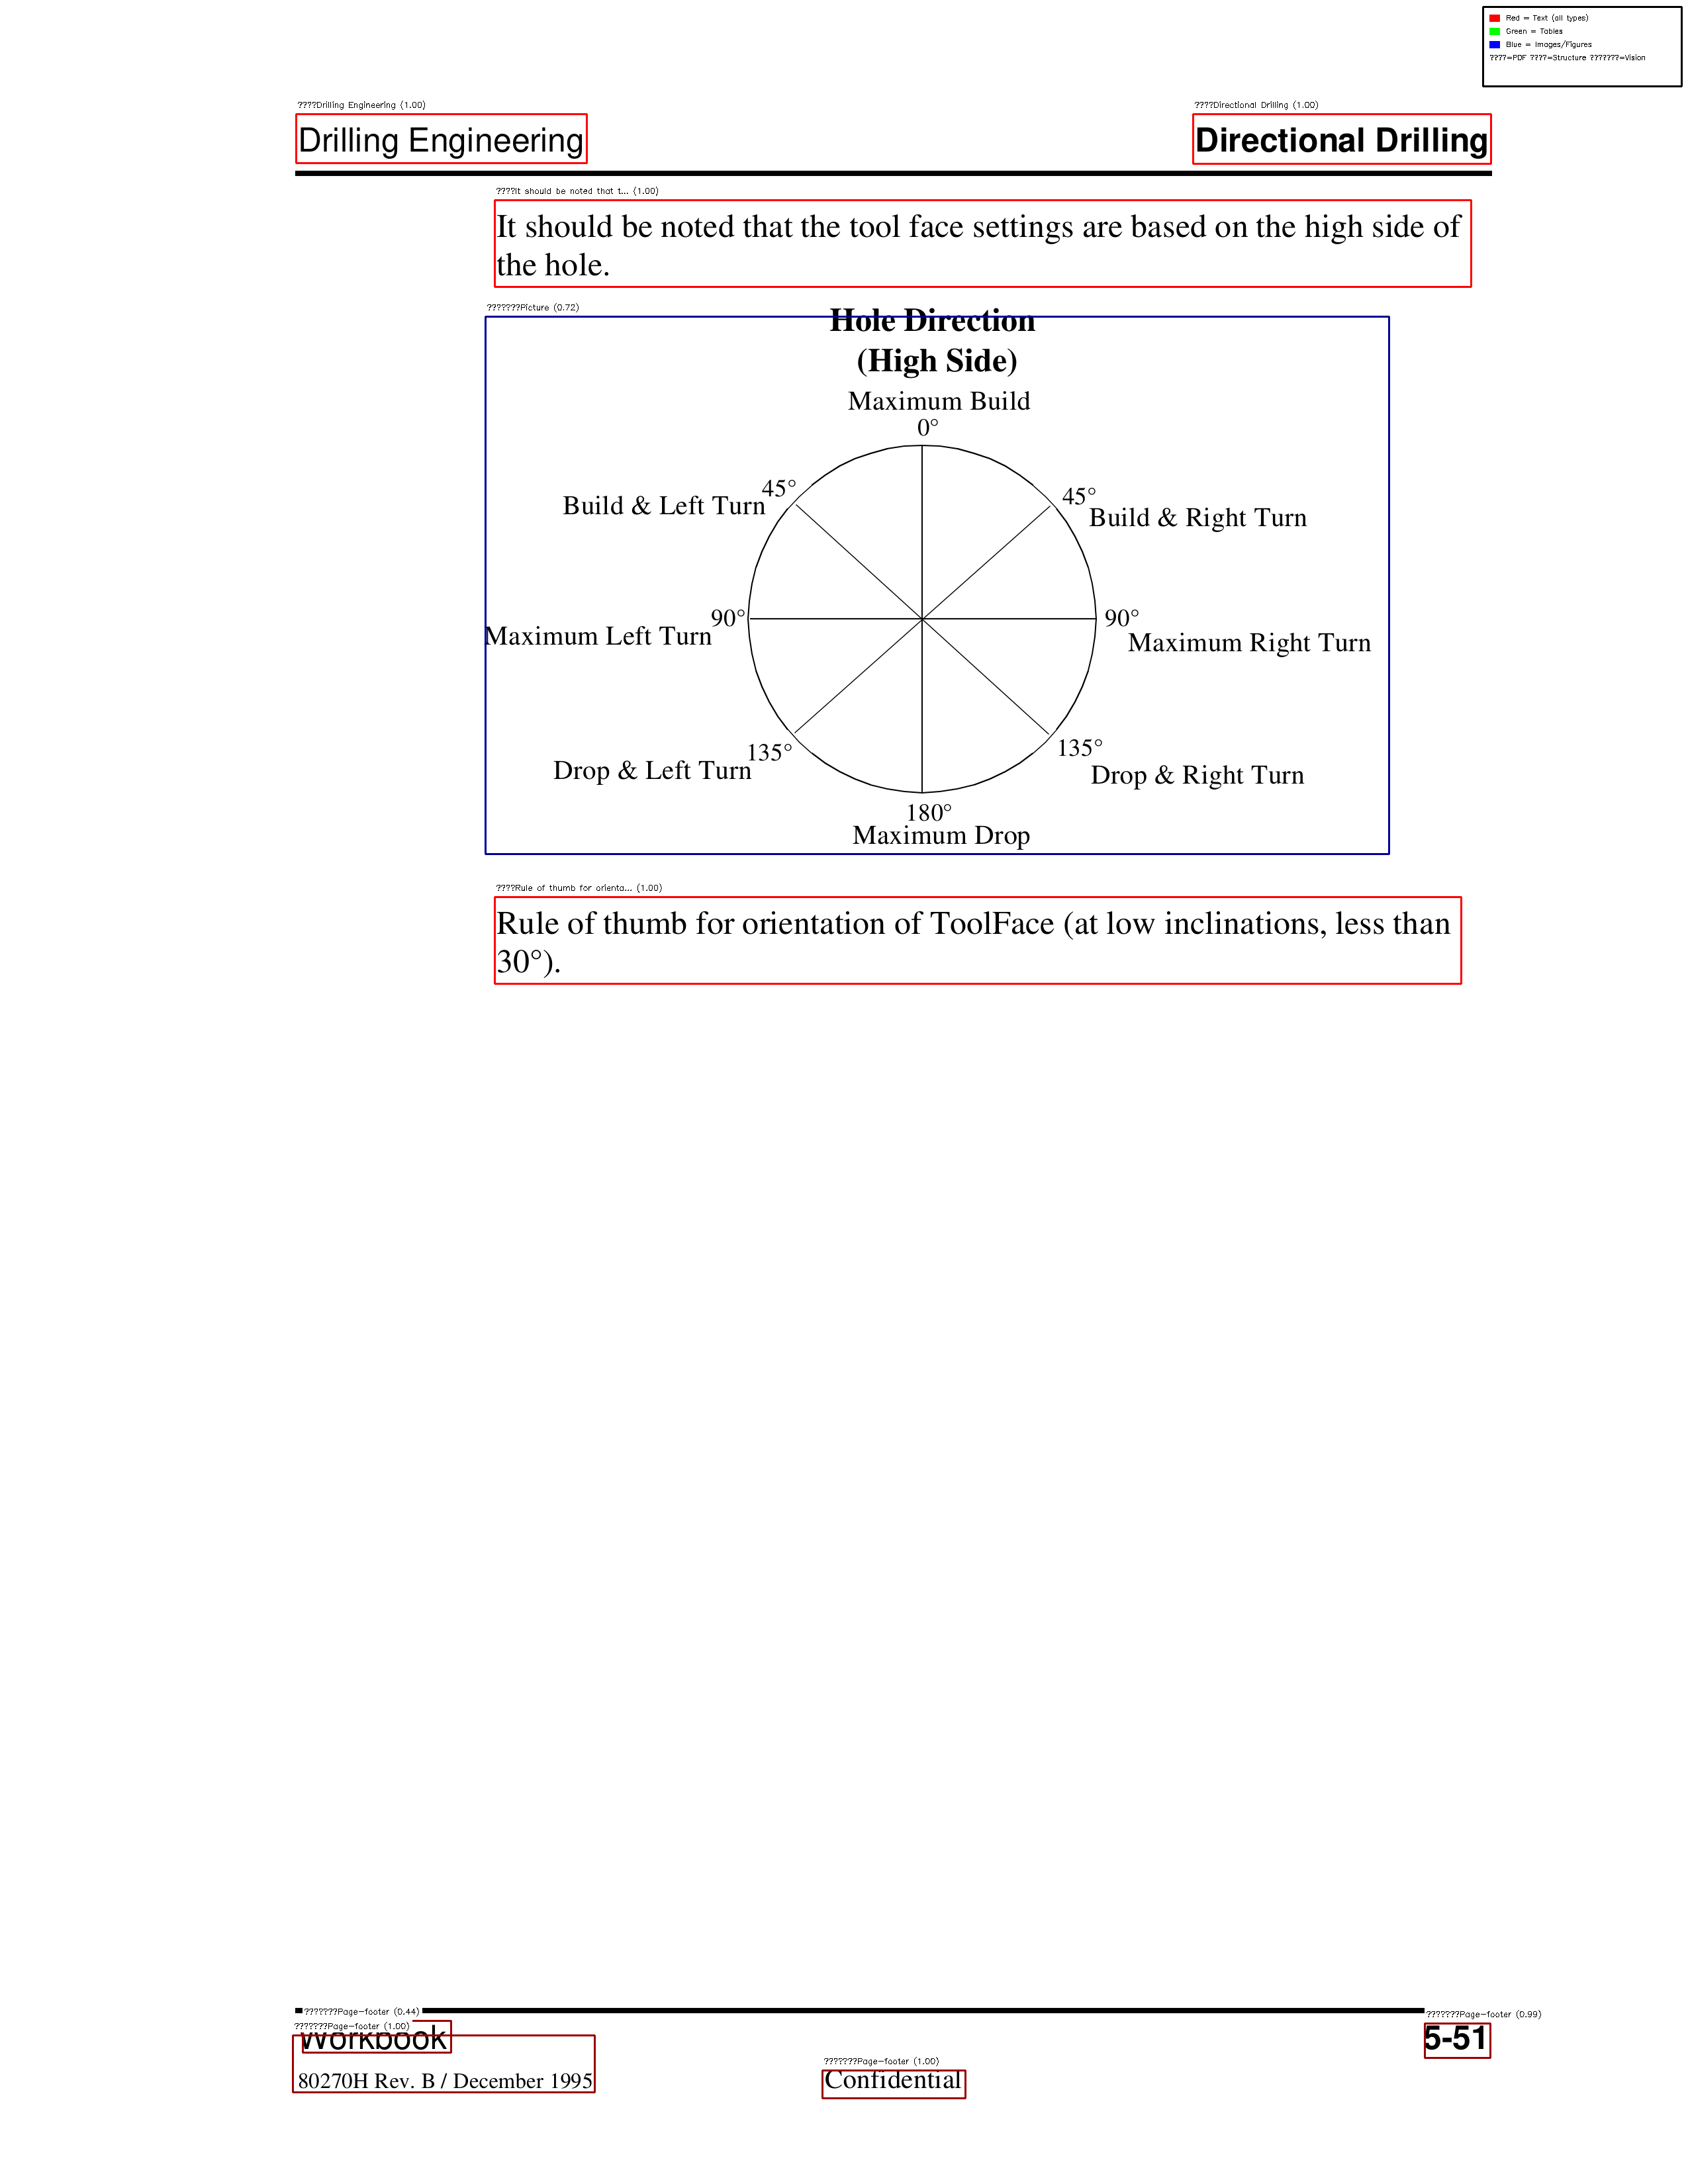 Red = Text (all types)
Green = Tables
Blue = Images/Figures
????=PDF ????=Structure ???????=Vision
????Drilling Engineering (1.00)
????Directional Drilling (1.00)
Drilling Engineering
Directional Drilling
????It should be noted that t... (1.00)
It should be noted that the tool face settings are based on the high side of
the hole.
???????Picture (0.72)
Hole Direction
(High Side)
Maximum Build
0°
45°
Build & Left Turn
45°
Build & Right Turn
90°
Maximum Left Turn
90°
Maximum Right Turn
135°
Drop & Left Turn
135°
Drop & Right Turn
180°
Maximum Drop
????Rule of thumb for orienta... (1.00)
Rule of thumb for orientation of ToolFace (at low inclinations, less than
30°).
???????Page-footer (0.44)
???????Page-footer (0.99)
???????Page-footer (1.00)
Workbook
5-51
???????Page-footer (1.00)
80270H Rev. B / December 1995
Confidential